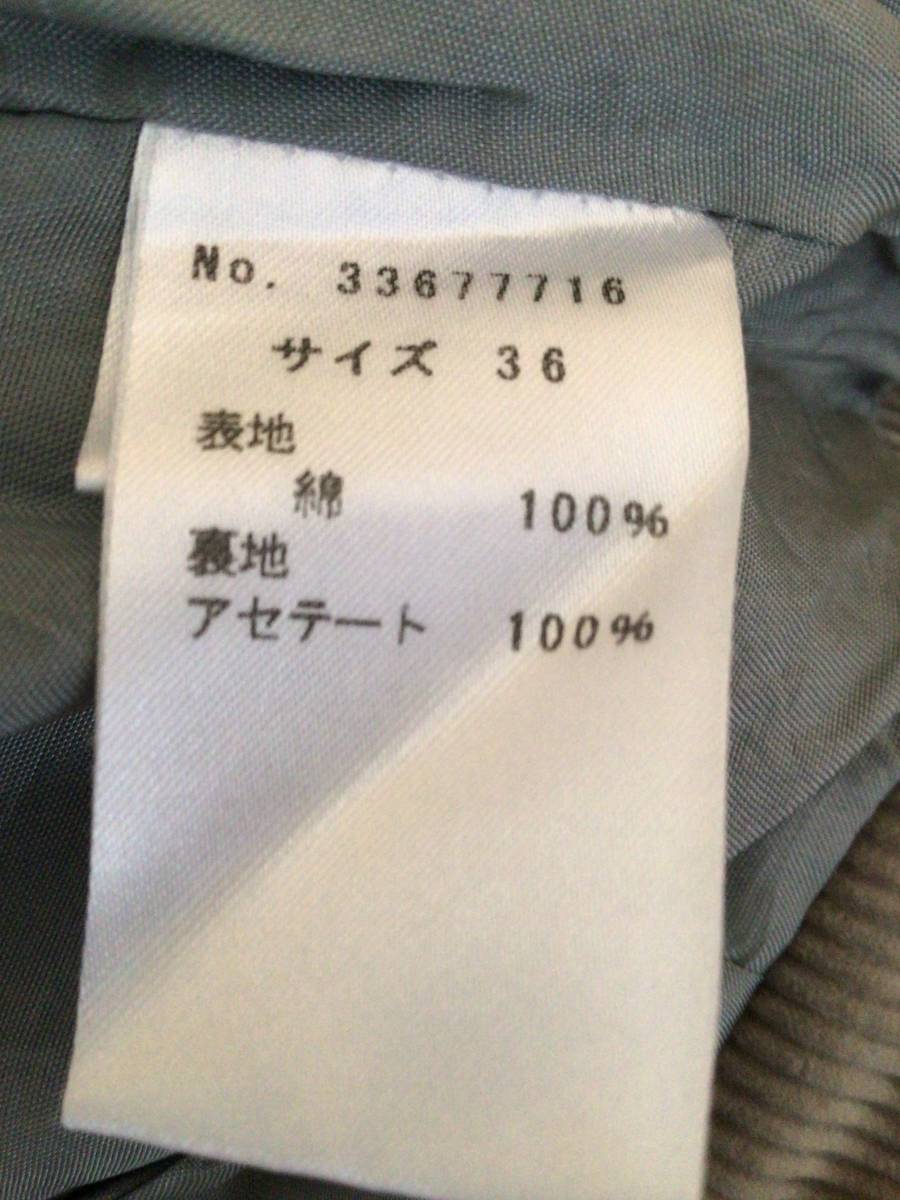 No. 33677716
サイズ 36
表地
綿 100%
裏地
アセテート 100%